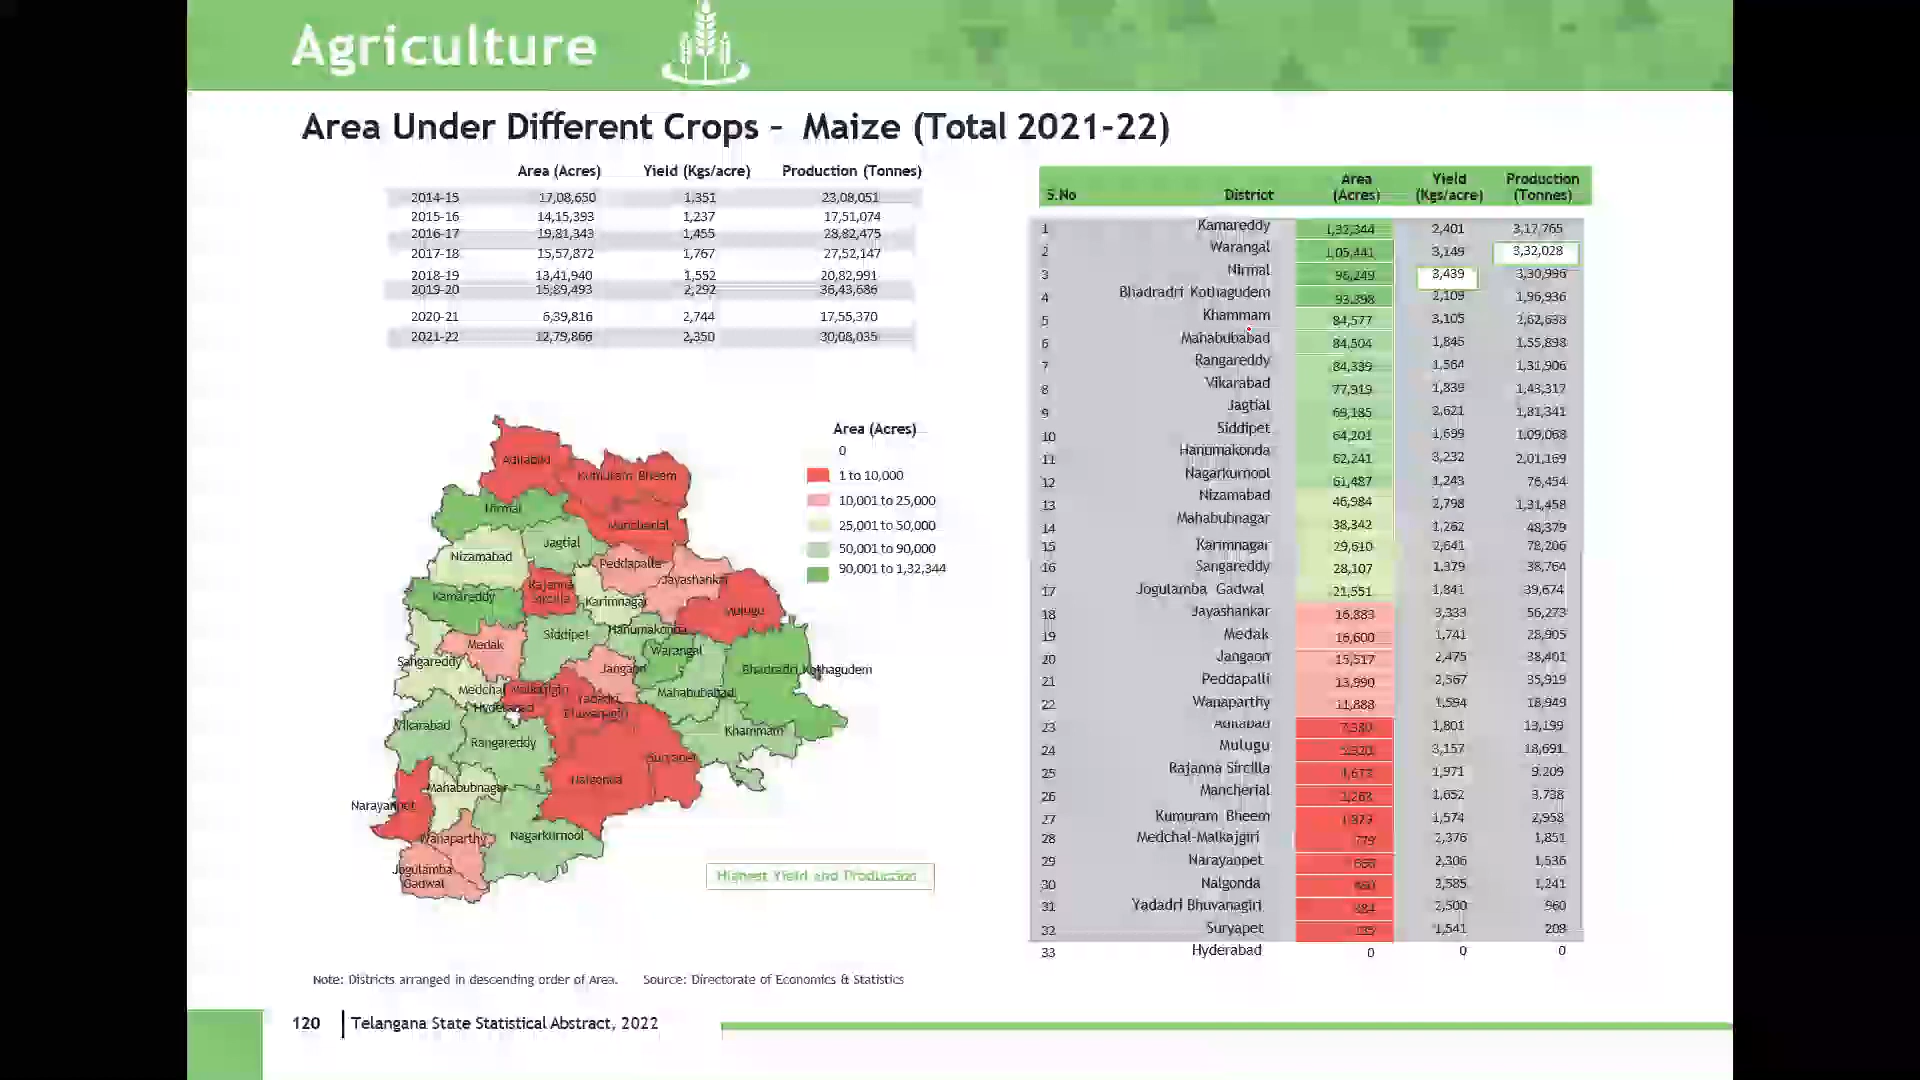 Agriculture
Area Under Different Crops - Maize (Total 2021-22)
Area (Acres) Yield (Kgs/acre) Production (Tonnes)
2014-15 17,08,650 1,351 23,08,051
2015-16 14,15,393 1,237 17,51,074
2016-17 19,81,343 1,455 28,82,475
2017-18 15,57,872 1,767 27,52,147
2018-19 13,41,940 1,552 20,82,991
2019-20 15,89,493 2,292 36,43,686
2020-21 6,39,816 2,744 17,55,370
2021-22 12,79,866 2,350 30,08,035
Area (Acres)
0
1 to 10,000
10,001 to 25,000
25,001 to 50,000
50,001 to 90,000
90,001 to 1,32,344
Adilabad
Kumuram Bheem
Nirmal
Mancherial
Jagtial
Nizamabad
Peddapalle
Jayashankar
Rajanna
Sircilla
Kamareddy
Karimnagar
Mulugu
Hanumakonda
Siddipet
Medak
Warangal
Sangareddy
Jangaon
Bhadradri Kothagudem
Medchal Malkajgiri
Mahabubabad
Yadadri
Hyderabad
Bhuvanagiri
Vikarabad
Khammam
Rangareddy
Suryapet
Nalgonda
Mahabubnagar
Narayanpet
Wanaparthy
Nagarkurnool
Jogulamba
Gadwal
Highest Yield and Production
S.No District Area (Acres) Yield (Kgs/acre) Production (Tonnes)
1 Kamareddy 1,32,344 2,401 3,17,765
2 Warangal 1,05,441 3,149 3,32,028
3 Nirmal 96,249 3,439 3,30,996
4 Bhadradri Kothagudem 93,398 2,109 1,96,936
5 Khammam 84,577 3,105 2,62,638
6 Mahabubabad 84,504 1,845 1,55,898
7 Rangareddy 84,339 1,564 1,31,906
8 Vikarabad 77,919 1,839 1,43,317
9 Jagtial 69,185 2,621 1,81,341
10 Siddipet 64,201 1,699 1,09,068
11 Hanumakonda 62,241 3,232 2,01,169
12 Nagarkurnool 61,487 1,243 76,454
13 Nizamabad 46,984 2,798 1,31,458
14 Mahabubnagar 38,342 1,262 48,379
15 Karimnagar 29,610 2,641 78,206
16 Sangareddy 28,107 1,379 38,764
17 Jogulamba Gadwal 21,551 1,841 39,674
18 Jayashankar 16,883 3,333 56,273
19 Medak 16,600 1,741 28,905
20 Jangaon 15,517 2,475 38,401
21 Peddapalli 13,990 2,567 35,919
22 Wanaparthy 11,888 1,594 18,949
23 Adilabad 1,801 13,199
24 Mulugu 3,157 18,691
25 Rajanna Sircilla 1,971 9,209
26 Mancherial 1,652 3,738
27 Kumuram Bheem 1,574 2,958
28 Medchal-Malkajgiri 779 2,376 1,851
29 Narayanpet 2,306 1,536
30 Nalgonda 2,585 1,241
31 Yadadri Bhuvanagiri 2,500 960
32 Suryapet 1,541 208
33 Hyderabad 0 0 0
Note: Districts arranged in descending order of Area. Source: Directorate of Economics & Statistics
120 Telangana State Statistical Abstract, 2022